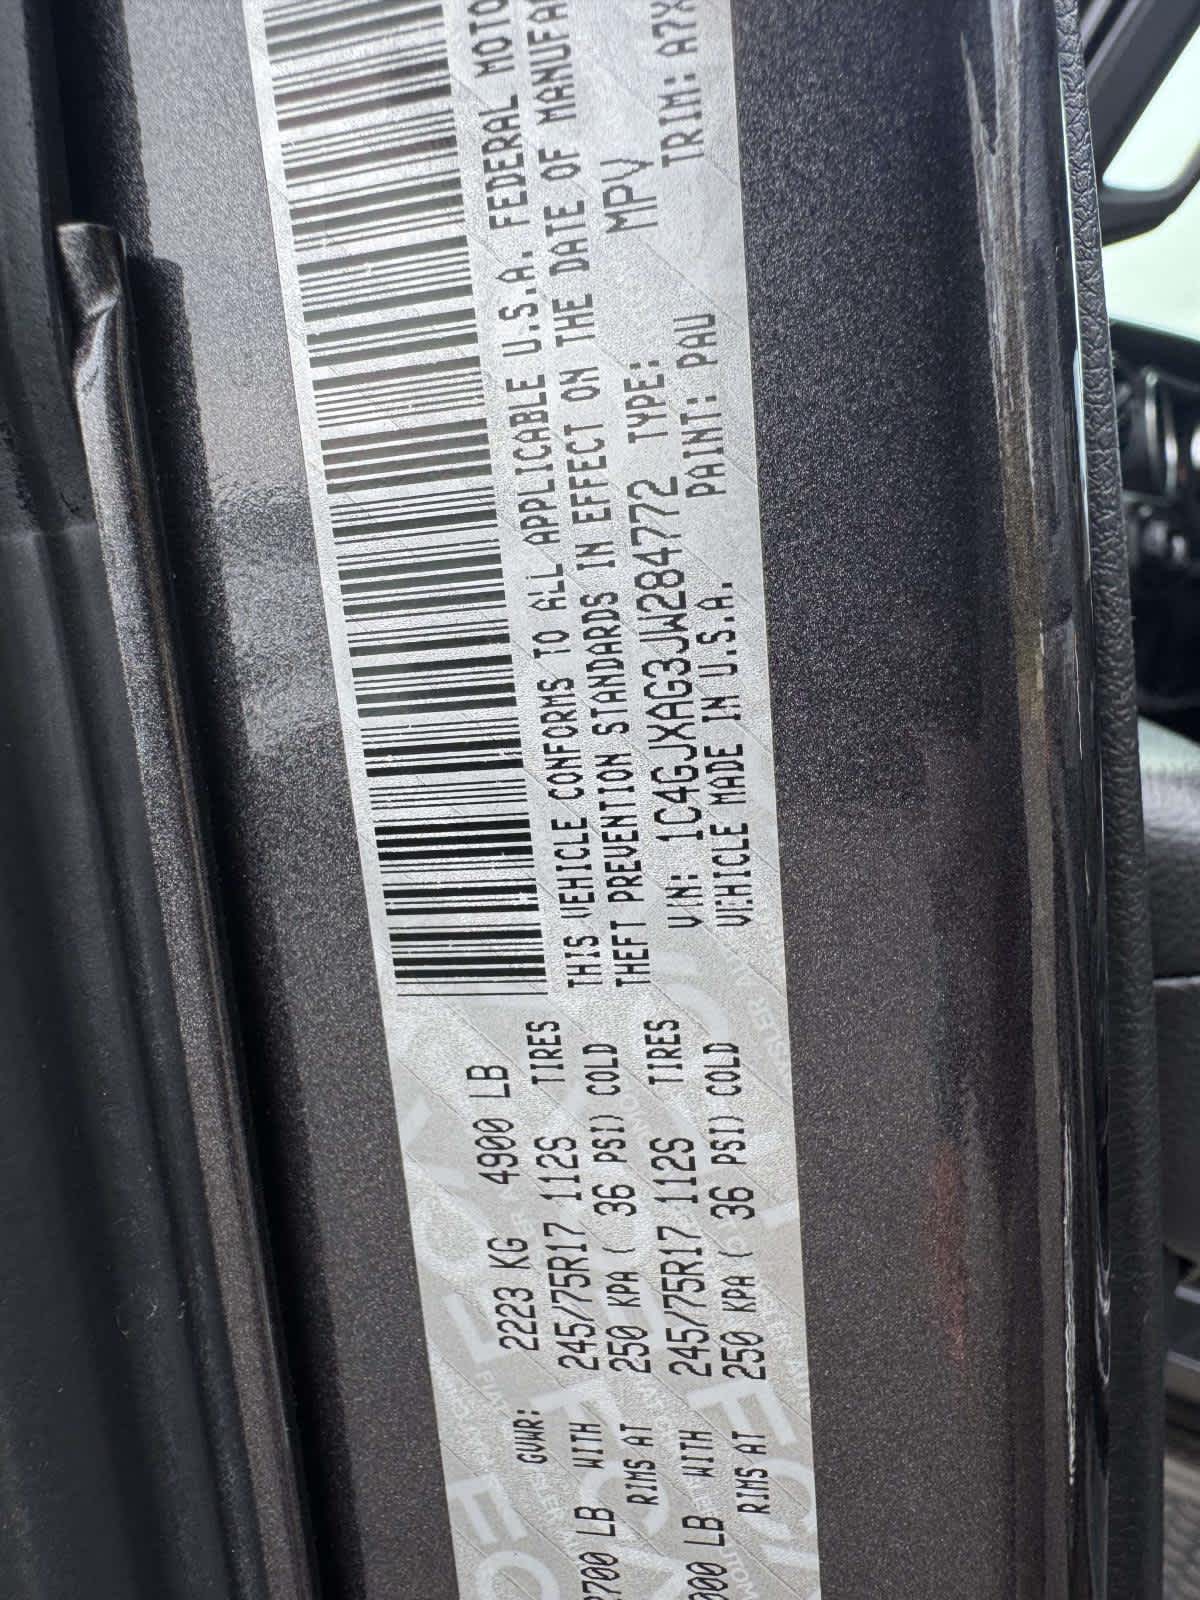 GVWR: 2223 KG 4900 LB
LB WITH 245/75R17 112S TIRES
RIMS AT 250 KPA ( 36 PSI) COLD
LB WITH 245/75R17 112S TIRES
RIMS AT 250 KPA ( 36 PSI) COLD
THIS VEHICLE CONFORMS TO ALL APPLICABLE U.S.A. FEDERAL MOTO
THEFT PREVENTION STANDARDS IN EFFECT ON THE DATE OF MANUFA
VIN: 1C4GJXAG3JW284772 TYPE: MPV
VEHICLE MADE IN U.S.A. PAINT: PAU TRIM: A7X